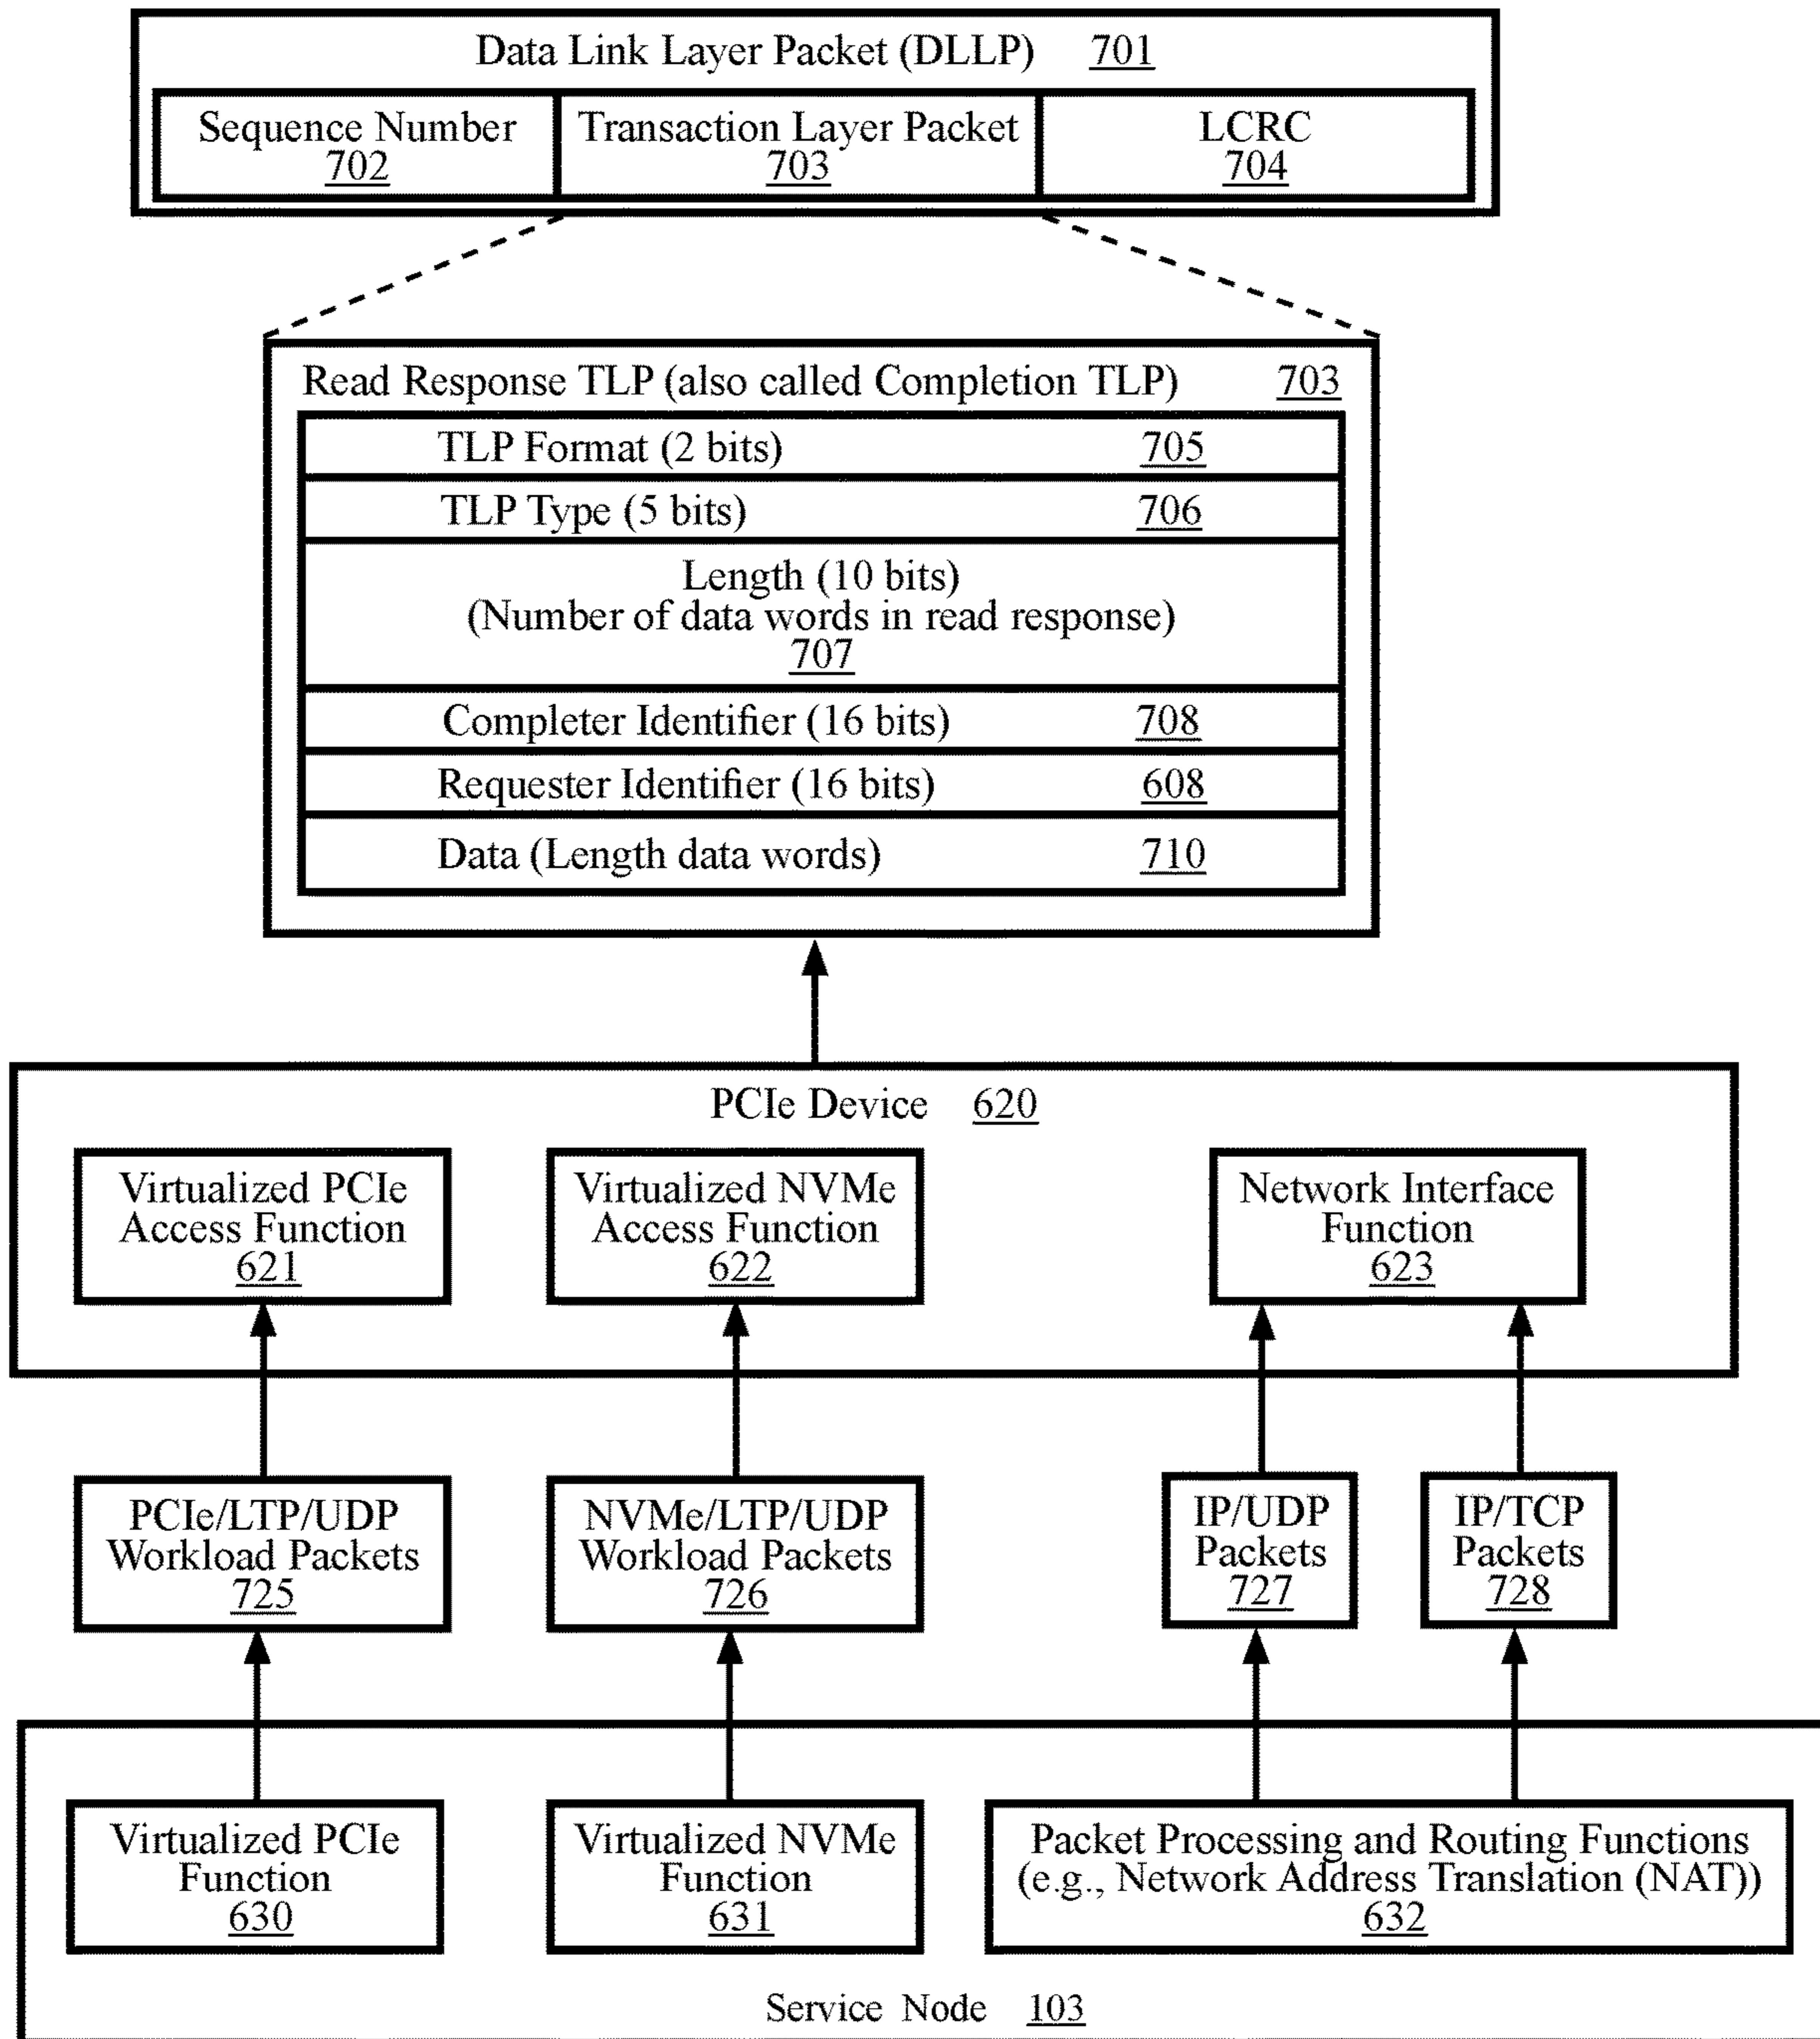 Data Link Layer Packet (DLLP) 701
Sequence Number
702
Transaction Layer Packet
703
LCRC
704
Read Response TLP (also called Completion TLP) 703
TLP Format (2 bits) 705
TLP Type (5 bits) 706
Length (10 bits)
(Number of data words in read response)
707
Completer Identifier (16 bits) 708
Requester Identifier (16 bits) 608
Data (Length data words) 710
PCIe Device 620
Virtualized PCIe
Access Function
621
Virtualized NVMe
Access Function
622
Network Interface
Function
623
PCIe/LTP/UDP
Workload Packets
725
NVMe/LTP/UDP
Workload Packets
726
IP/UDP
Packets
727
IP/TCP
Packets
728
Virtualized PCIe
Function
630
Virtualized NVMe
Function
631
Packet Processing and Routing Functions
(e.g., Network Address Translation (NAT))
632
Service Node 103